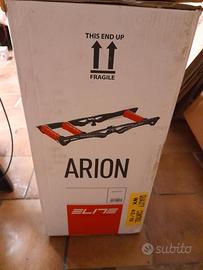 THIS END UP
FRAGILE
ARION
ELITE
subito